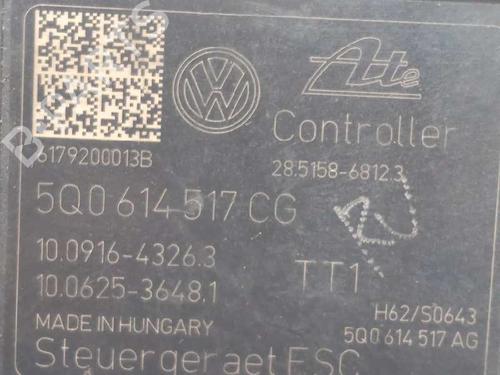 Ate
Controller
6179200013B
28.5158-6812.3
5Q0 614 517 CG
10.0916-4326.3
10.0625-3648.1
TT1
H62/S0643
MADE IN HUNGARY
5Q0 614 517 AG
Steuergeraet ESC